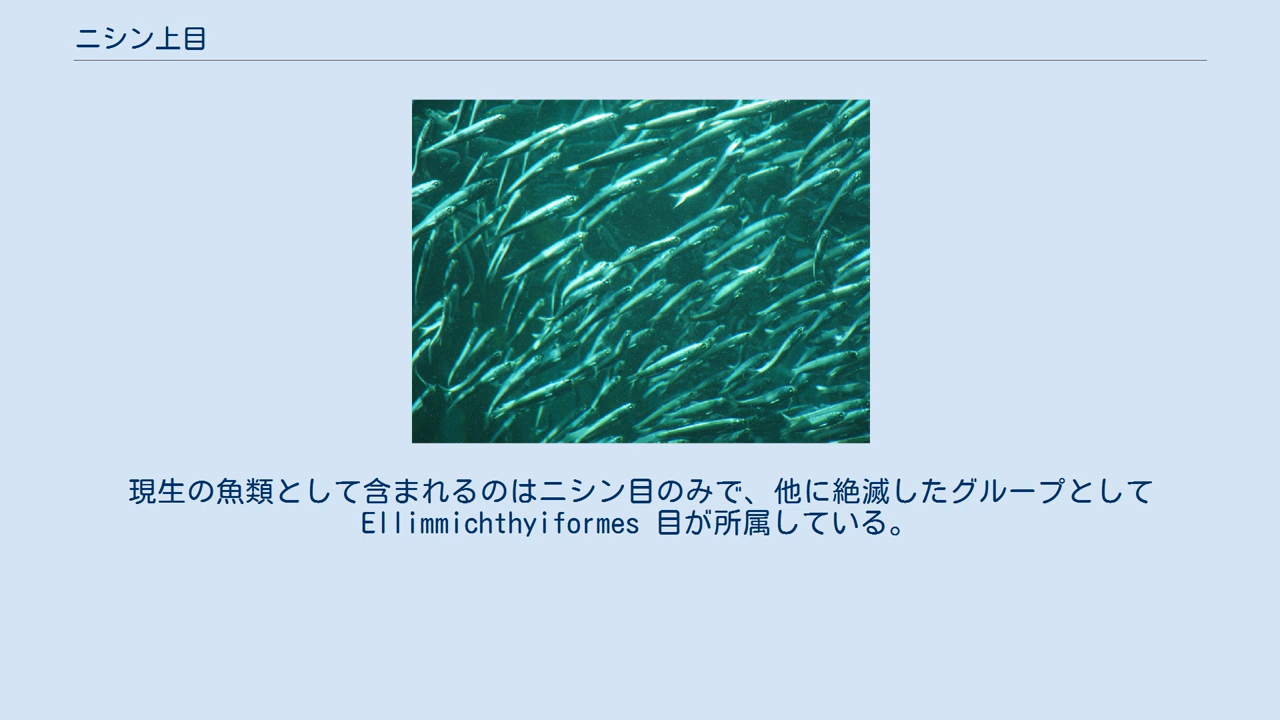 ニシン上目
現生の魚類として含まれるのはニシン目のみで、他に絶滅したグループとして
Ellimmichthyiformes 目が所属している。